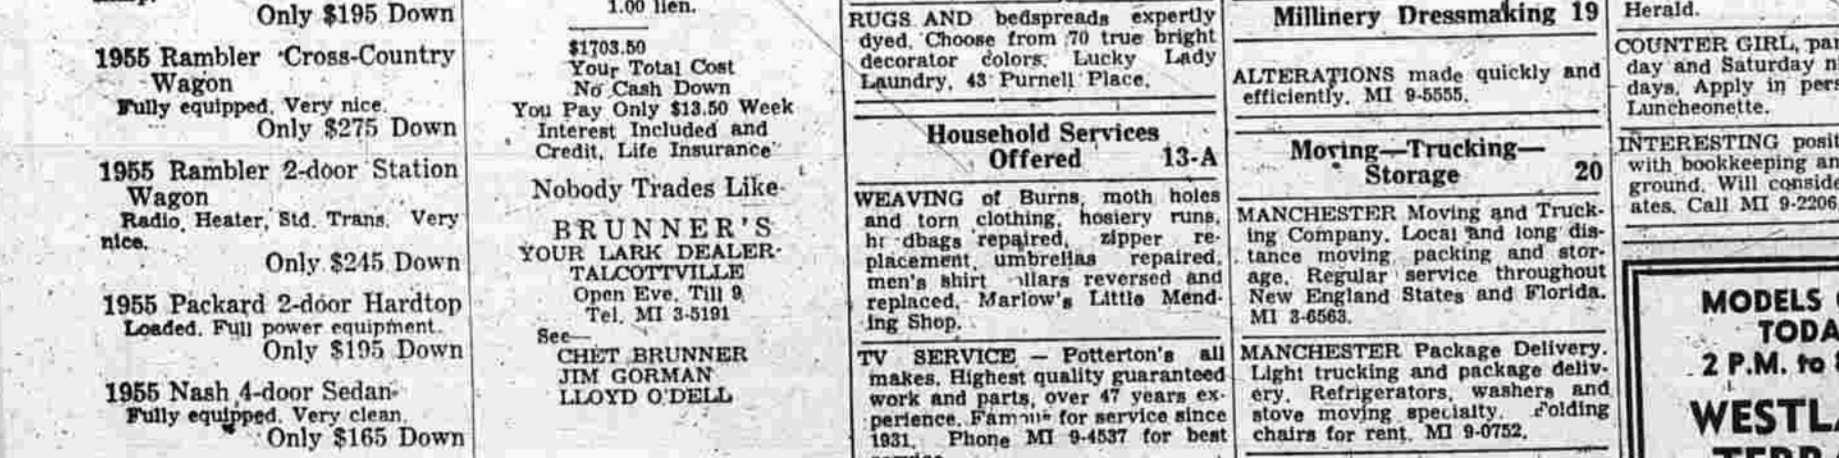 Only $195 Down
1955 Rambler Cross-Country
Wagon
Fully equipped. Very nice.
Only $275 Down
1955 Rambler 2-door Station
Wagon
Radio, Heater, Std. Trans. Very
nice.
Only $245 Down
1955 Packard 2-door Hardtop
Loaded. Full power equipment.
Only $195 Down
1955 Nash 4-door Sedan
Fully equipped. Very clean.
Only $165 Down
1.00 lien.
$1703.50
Your Total Cost
No Cash Down
You Pay Only $13.50 Week
Interest Included and
Credit, Life Insurance
Nobody Trades Like
BRUNNER'S
YOUR LARK DEALER
TALCOTTVILLE
Open Eve. Till 9
Tel. MI 3-5191
See—
CHET BRUNNER
JIM GORMAN
LLOYD O'DELL
RUGS AND bedspreads expertly
dyed. Choose from 70 true bright
decorator colors. Lucky Lady
Laundry, 43 Purnell Place.
Household Services
Offered 13-A
WEAVING of Burns, moth holes
and torn clothing, hosiery runs,
repaired, zipper re-
placement, umbrellas repaired,
men's shirt reversed and
replaced. Marlow's Little Mend-
ing Shop.
TV SERVICE — Potterton's all
makes. Highest quality guaranteed
work and parts, over 47 years ex-
perience. Famous for service since
1931. Phone MI 9-4537 for best
Millinery Dressmaking 19
ALTERATIONS made quickly and
efficiently. MI 9-5555.
Moving—Trucking—
Storage 20
MANCHESTER Moving and Truck-
ing Company. Local and long dis-
tance moving, packing and stor-
age. Regular service throughout
New England States and Florida.
MI 3-6563.
MANCHESTER Package Delivery.
Light trucking and package deliv-
ery. Refrigerators, washers and
stove moving specialty. Folding
chairs for rent. MI 9-0752.
Herald.
COUNTER GIRL,
day and Saturday
days. Apply in
Luncheonette.
INTERESTING
with bookkeeping
ground. Will
ates. Call MI 9-2206
MODELS
TODA
2 P.M. to
WESTL